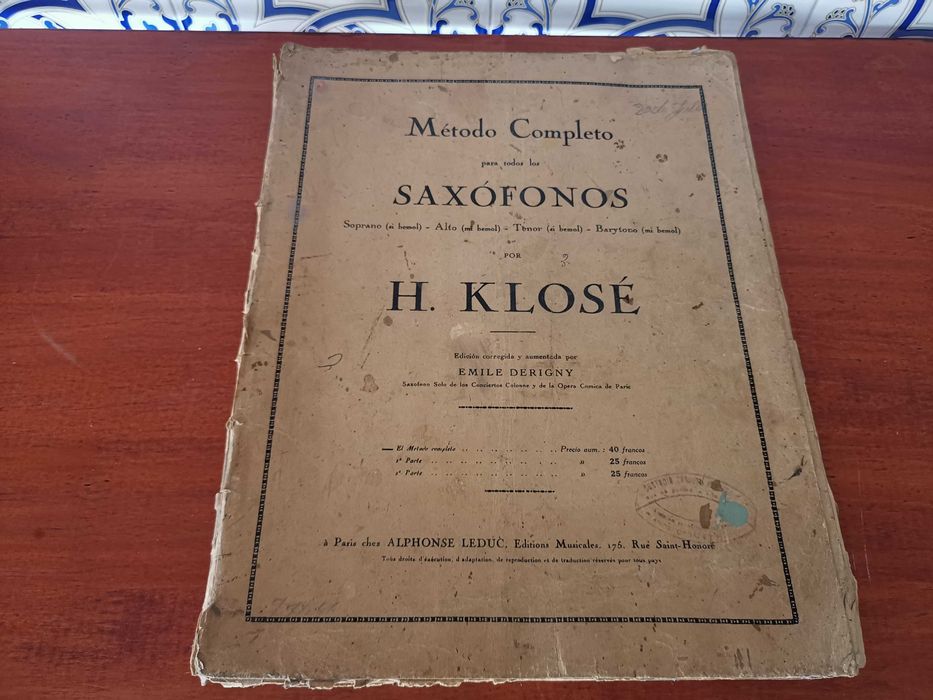 Método Completo
para todos los
SAXÓFONOS
Soprano (si bemol) - Alto (mi bemol) - Tenor (si bemol) - Barytono (mi bemol)
POR
H. KLOSÉ
Edición corregida y aumentada por
EMILE DERIGNY
Saxofono Solo de los Conciertos Colonne y de la Opera Comica de Paris
El Metodo completo .. .. .. .. .. .. .. Precio aum. : 40 francos
1ª Parte .. .. .. .. .. .. .. .. .. » 25 francos
2ª Parte .. .. .. .. .. .. .. .. .. » 25 francos
à Paris chez ALPHONSE LEDUC, Editions Musicales, 175, Rue Saint-Honoré
Tous droits d'exécution, d'adaptation, de reproduction et de traduction réservés pour tous pays